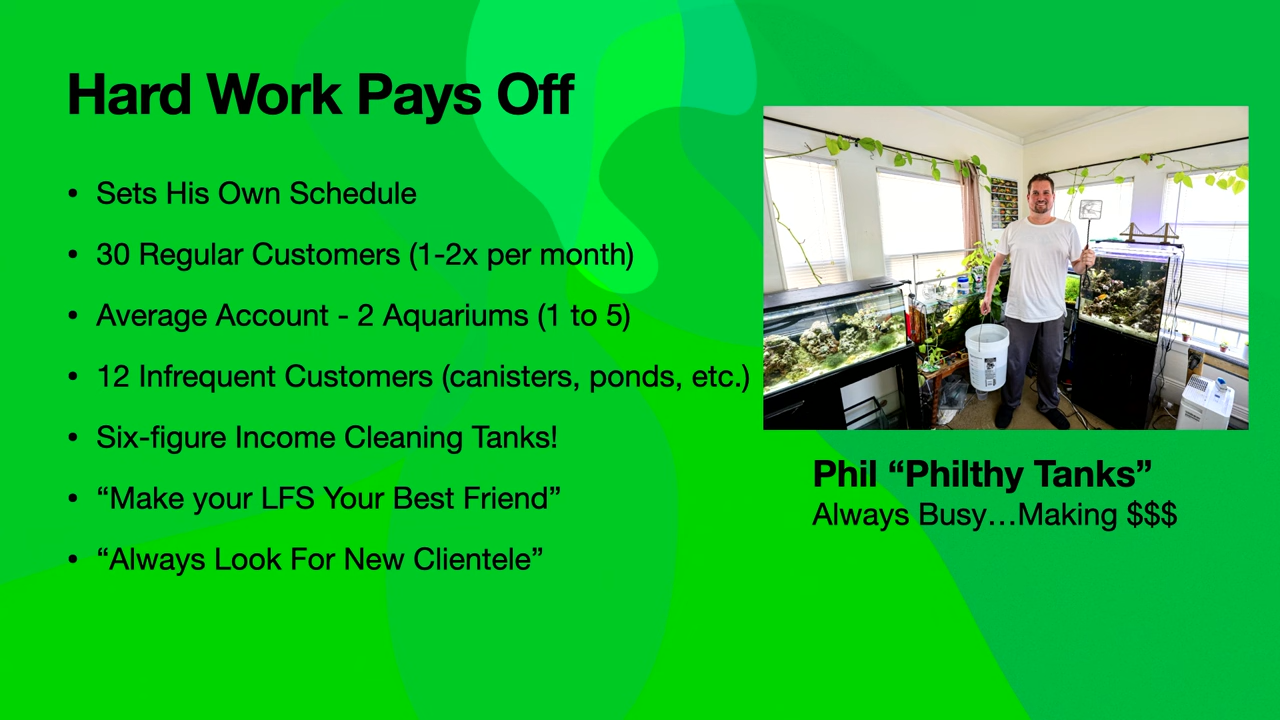 Hard Work Pays Off
• Sets His Own Schedule
• 30 Regular Customers (1-2x per month)
• Average Account - 2 Aquariums (1 to 5)
• 12 Infrequent Customers (canisters, ponds, etc.)
• Six-figure Income Cleaning Tanks!
• “Make your LFS Your Best Friend”
• “Always Look For New Clientele”
Phil “Philthy Tanks”
Always Busy…Making $$$